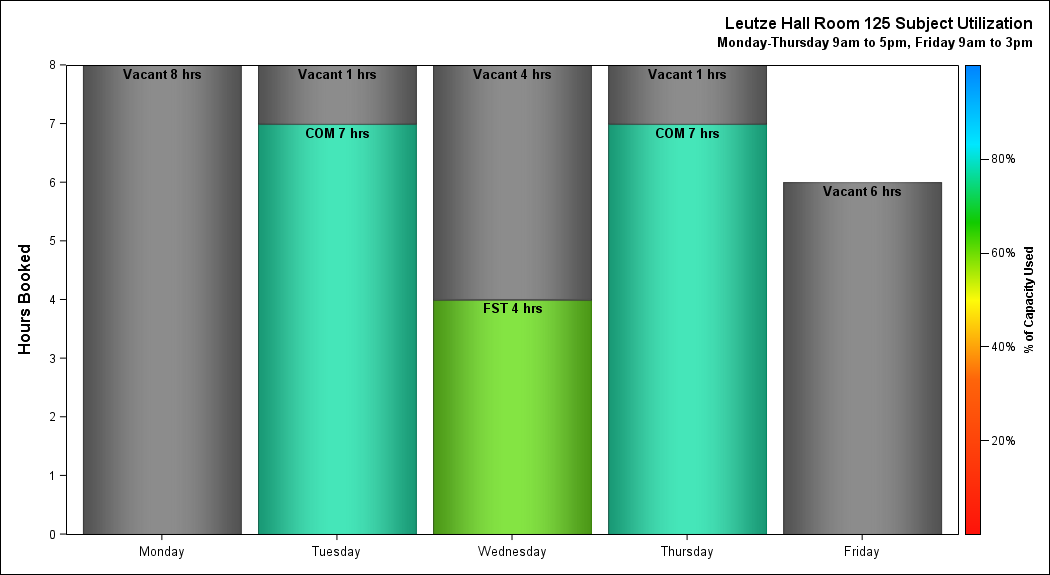 Leutze Hall Room 125 Subject Utilization
Monday-Thursday 9am to 5pm, Friday 9am to 3pm
Hours Booked
8
7
6
5
4
3
2
1
0
Vacant 8 hrs
Vacant 1 hrs
COM 7 hrs
Vacant 4 hrs
FST 4 hrs
Vacant 1 hrs
COM 7 hrs
Vacant 6 hrs
Monday
Tuesday
Wednesday
Thursday
Friday
80%
60%
40%
20%
% of Capacity Used